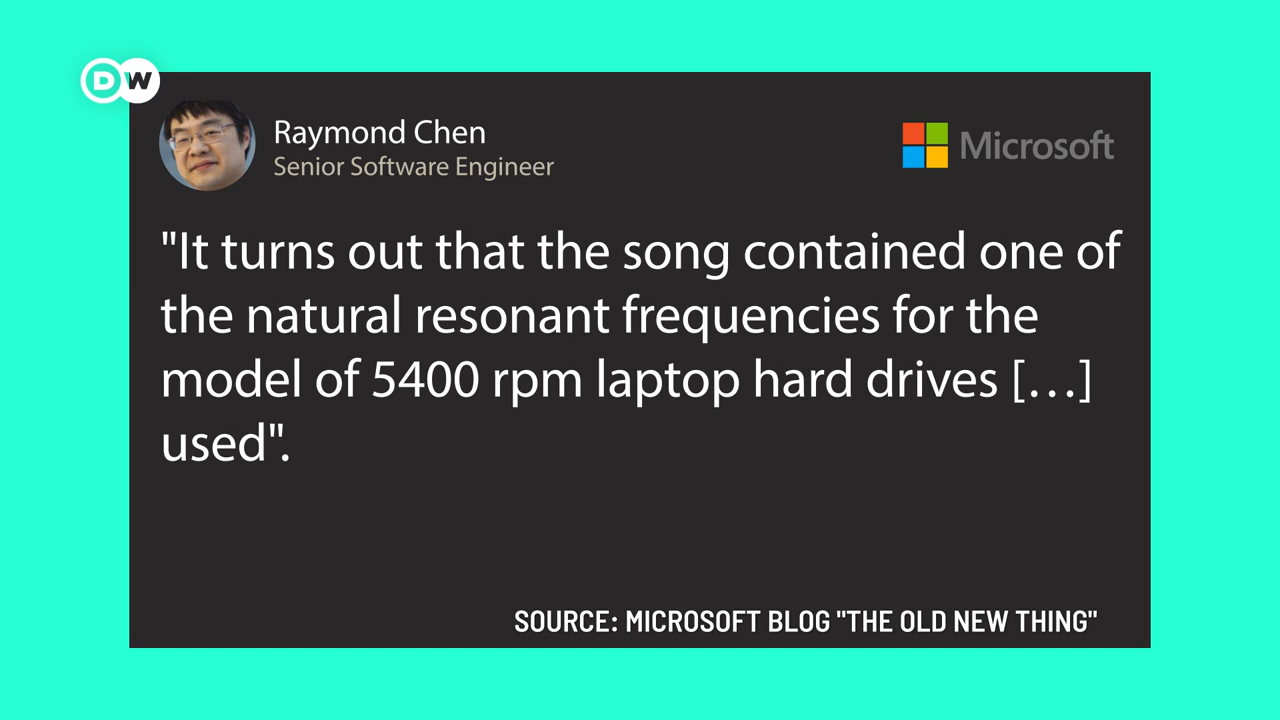 DW
Raymond Chen
Senior Software Engineer
Microsoft
"It turns out that the song contained one of
the natural resonant frequencies for the
model of 5400 rpm laptop hard drives […]
used".
SOURCE: MICROSOFT BLOG "THE OLD NEW THING"